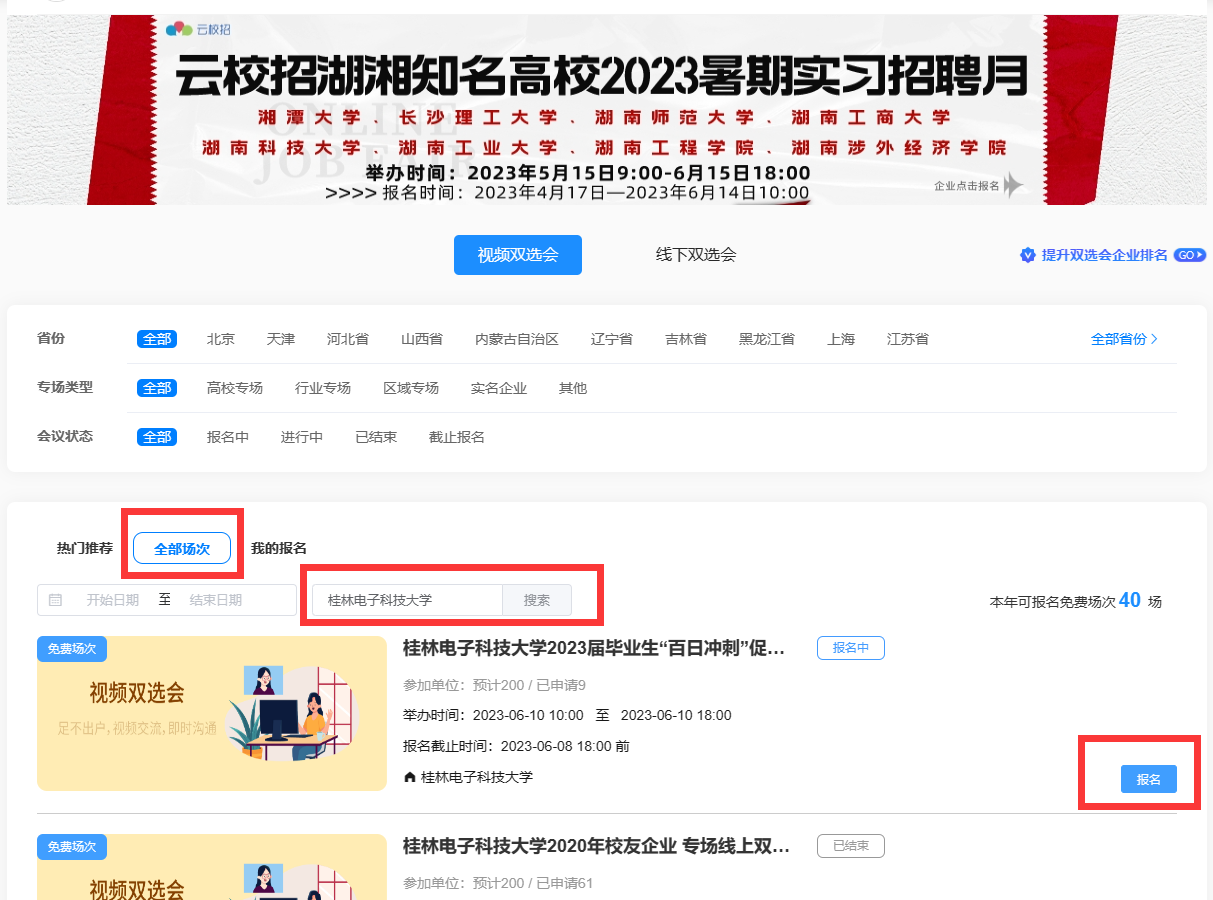 云校招
云校招湖湘知名高校2023暑期实习招聘月
ONLINE
JOB FAIR
湘潭大学、长沙理工大学、湖南师范大学、湖南工商大学
湖南科技大学、湖南工业大学、湖南工程学院、湖南涉外经济学院
举办时间：2023年5月15日9:00-6月15日18:00
>>>> 报名时间：2023年4月17日—2023年6月14日10:00
企业点击报名
视频双选会 线下双选会 提升双选会企业排名 GO
省份 全部 北京 天津 河北省 山西省 内蒙古自治区 辽宁省 吉林省 黑龙江省 上海 江苏省 全部省份 >
专场类型 全部 高校专场 行业专场 区域专场 实名企业 其他
会议状态 全部 报名中 进行中 已结束 截止报名
热门推荐 全部场次 我的报名
开始日期 至 结束日期 桂林电子科技大学 搜索 本年可报名免费场次 40 场
免费场次
视频双选会
足不出户，视频交流，即时沟通
桂林电子科技大学2023届毕业生“百日冲刺”促... 报名中
参加单位：预计200 / 已申请9
举办时间：2023-06-10 10:00 至 2023-06-10 18:00
报名截止时间：2023-06-08 18:00 前
桂林电子科技大学
报名
免费场次
视频双选会
桂林电子科技大学2020年校友企业 专场线上双... 已结束
参加单位：预计200 / 已申请61